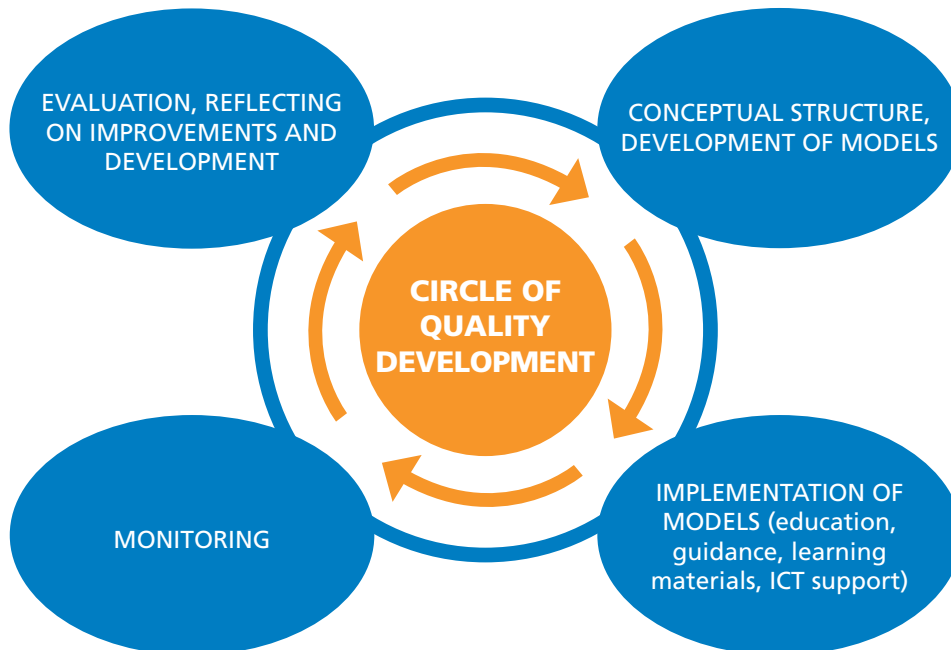 EVALUATION, REFLECTING
ON IMPROVEMENTS AND
DEVELOPMENT
CONCEPTUAL STRUCTURE,
DEVELOPMENT OF MODELS
CIRCLE OF
QUALITY
DEVELOPMENT
MONITORING
IMPLEMENTATION OF
MODELS (education,
guidance, learning
materials, ICT support)